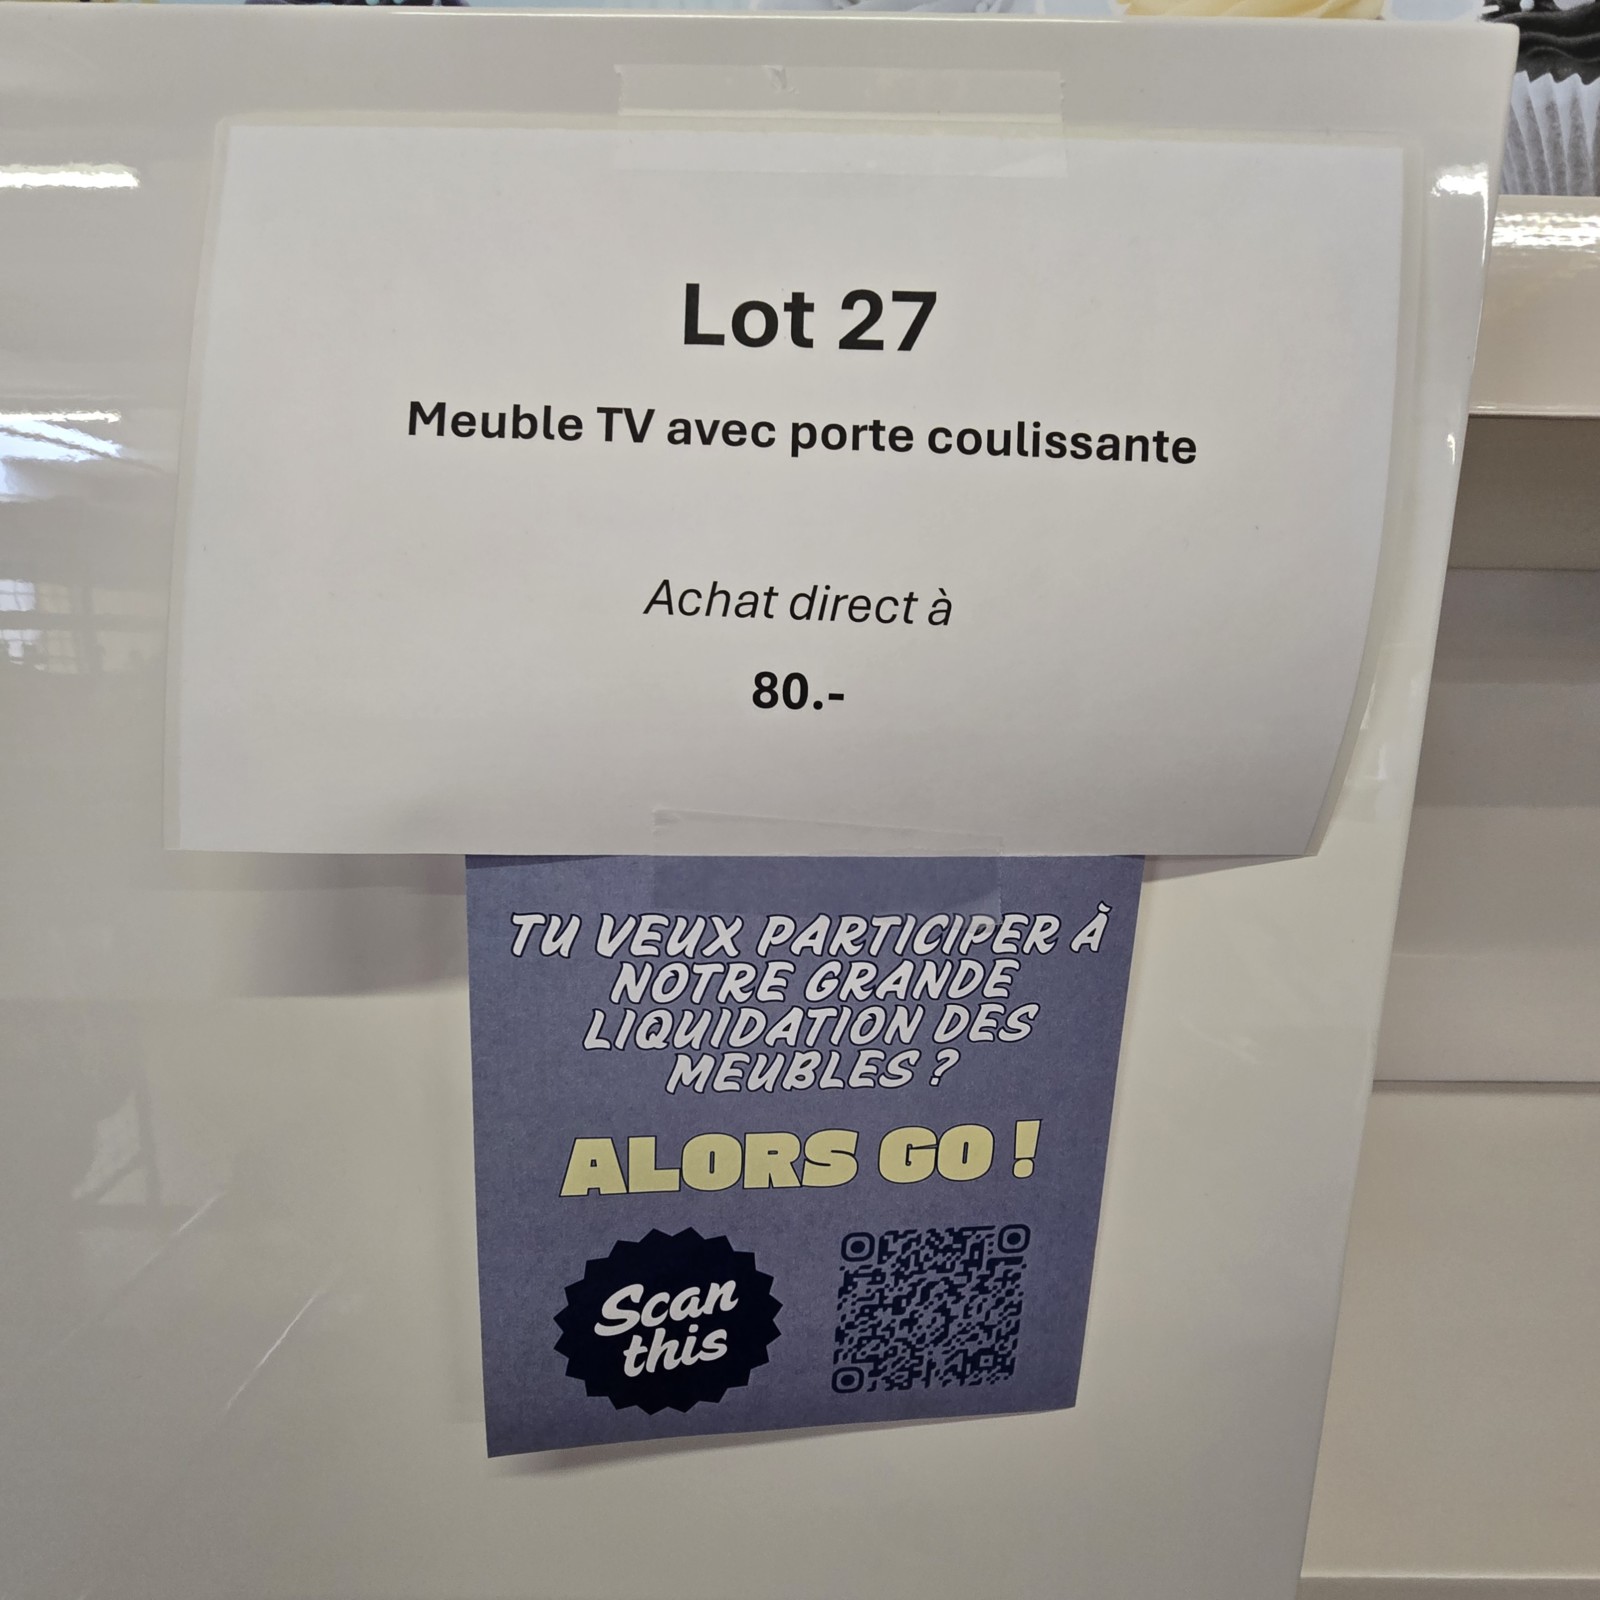 Lot 27
Meuble TV avec porte coulissante
Achat direct à
80.-
TU VEUX PARTICIPER À
NOTRE GRANDE
LIQUIDATION DES
MEUBLES ?
ALORS GO !
Scan
this